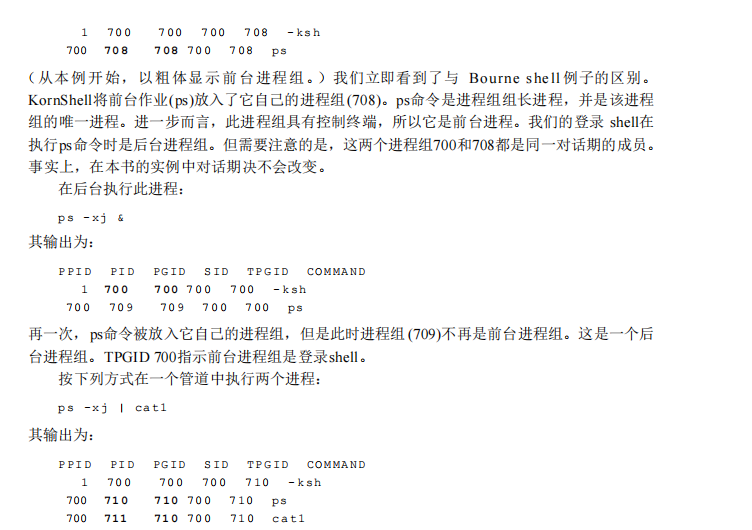 1 700 700 700 708 -ksh
700 708 708 700 708 ps
（从本例开始，以粗体显示前台进程组。）我们立即看到了与 Bourne shell例子的区别。
KornShell将前台作业(ps)放入了它自己的进程组(708)。ps命令是进程组组长进程，并是该进程
组的唯一进程。进一步而言，此进程组具有控制终端，所以它是前台进程。我们的登录 shell在
执行ps命令时是后台进程组。但需要注意的是，这两个进程组700和708都是同一对话期的成员。
事实上，在本书的实例中对话期决不会改变。
在后台执行此进程：
ps -xj &
其输出为：
PPID PID PGID SID TPGID COMMAND
1 700 700 700 700 -ksh
700 709 709 700 700 ps
再一次，ps命令被放入它自己的进程组，但是此时进程组(709)不再是前台进程组。这是一个后
台进程组。TPGID 700指示前台进程组是登录shell。
按下列方式在一个管道中执行两个进程：
ps -xj | cat1
其输出为：
PPID PID PGID SID TPGID COMMAND
1 700 700 700 710 -ksh
700 710 710 700 710 ps
700 711 710 700 710 cat1